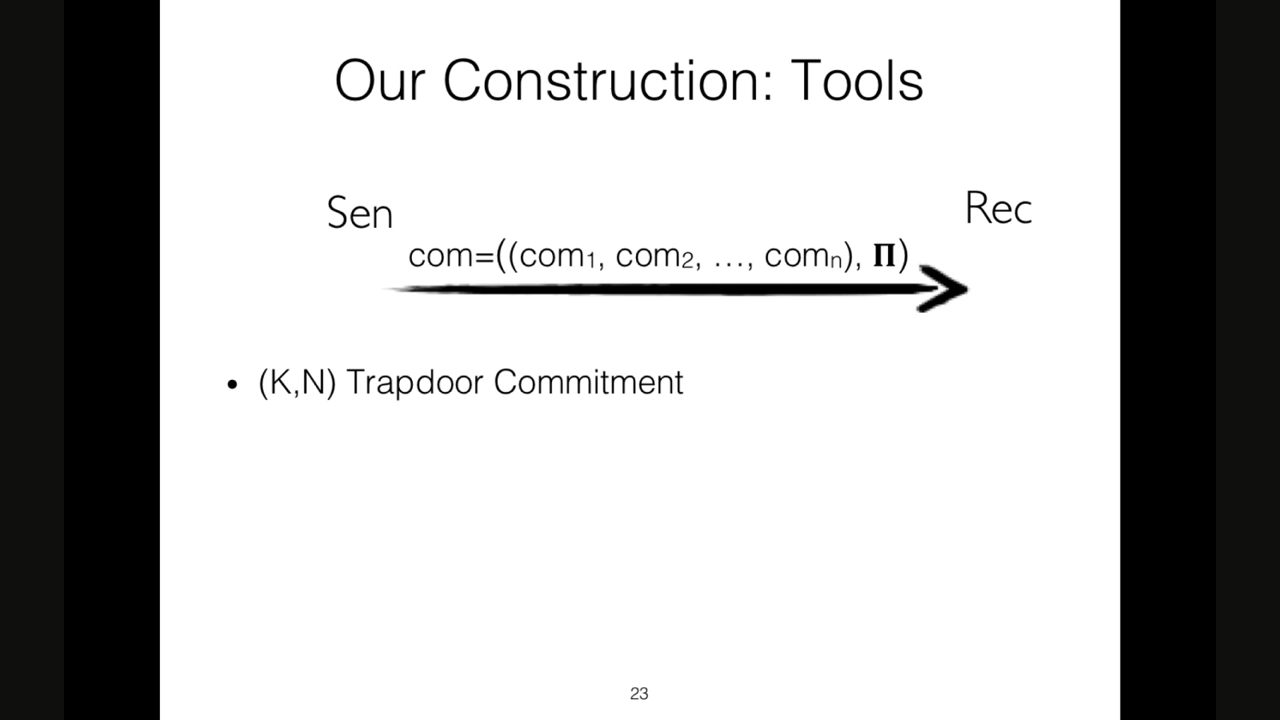 Our Construction: Tools
Sen
Rec
com=((com₁, com₂, …, comₙ), 𝚷)
• (K,N) Trapdoor Commitment
23